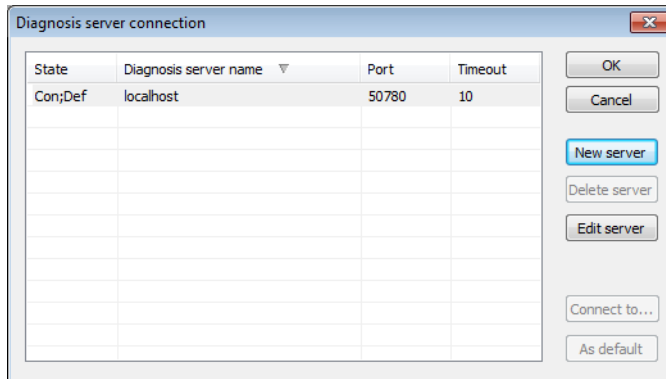 Diagnosis server connection
State Diagnosis server name Port Timeout
Con;Def localhost 50780 10
OK
Cancel
New server
Delete server
Edit server
Connect to...
As default